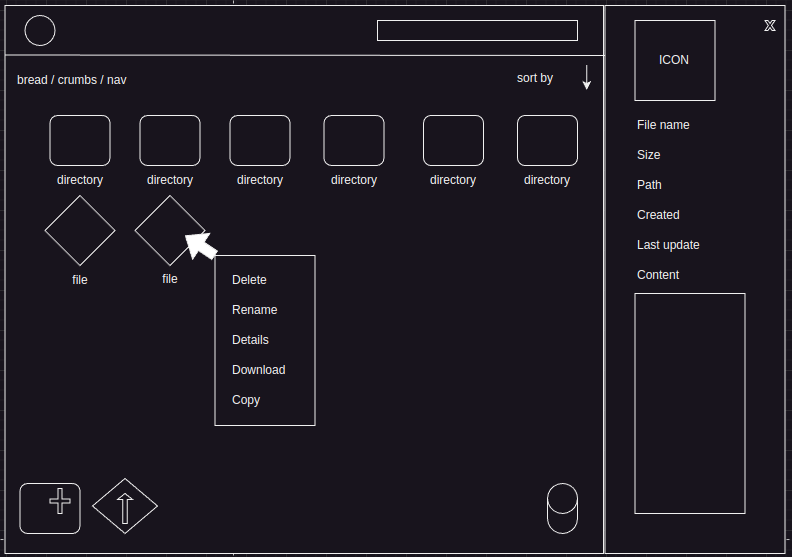 X
ICON
bread / crumbs / nav
sort by
directory
directory
directory
directory
directory
directory
file
file
Delete
Rename
Details
Download
Copy
File name
Size
Path
Created
Last update
Content